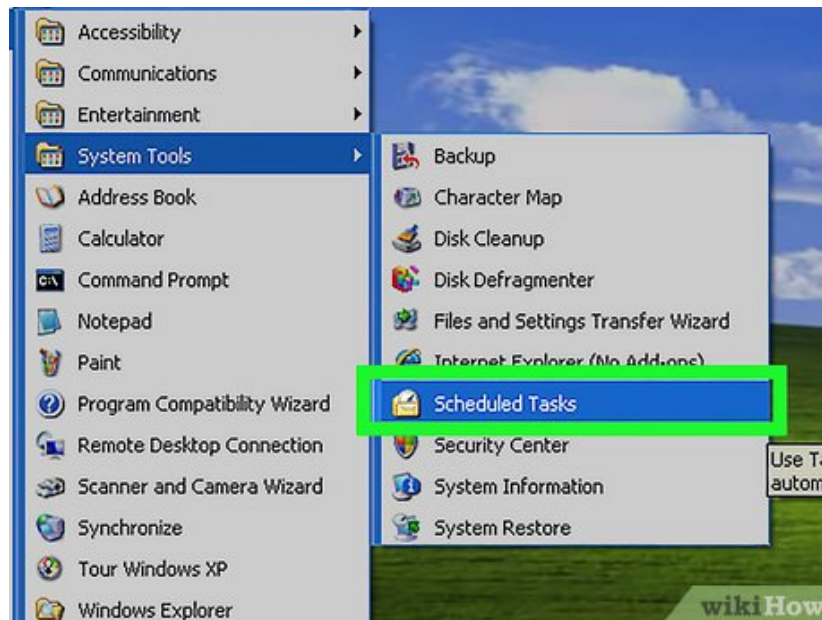 Accessibility
Communications
Entertainment
System Tools
Address Book
Calculator
Command Prompt
Notepad
Paint
Program Compatibility Wizard
Remote Desktop Connection
Scanner and Camera Wizard
Synchronize
Tour Windows XP
Windows Explorer
Backup
Character Map
Disk Cleanup
Disk Defragmenter
Files and Settings Transfer Wizard
Internet Explorer (No Add-ons)
Scheduled Tasks
Security Center
System Information
System Restore
Use Ta
autom
wikiHow